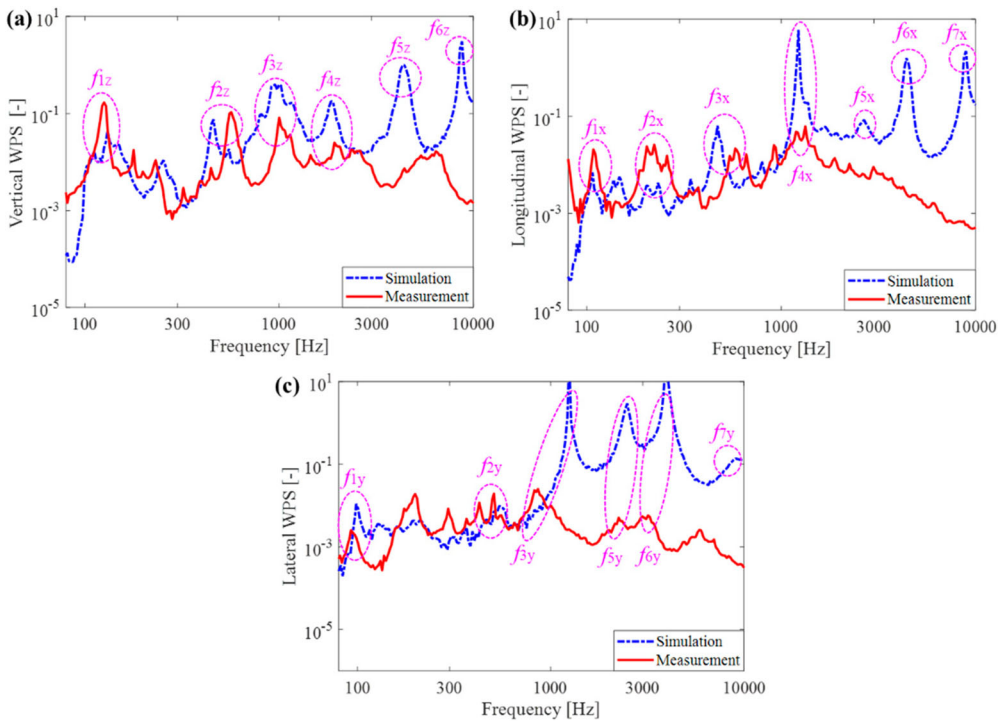 (a)
Vertical WPS [-]
10^1
10^-1
10^-3
10^-5
f1z
f2z
f3z
f4z
f5z
f6z
Simulation
Measurement
100 300 1000 3000 10000
Frequency [Hz]
(b)
Longitudinal WPS [-]
10^1
10^-1
10^-3
10^-5
f1x
f2x
f3x
f4x
f5x
f6x
f7x
Simulation
Measurement
100 300 1000 3000 10000
Frequency [Hz]
(c)
Lateral WPS [-]
10^1
10^-1
10^-3
10^-5
f1y
f2y
f3y
f5y
f6y
f7y
Simulation
Measurement
100 300 1000 3000 10000
Frequency [Hz]